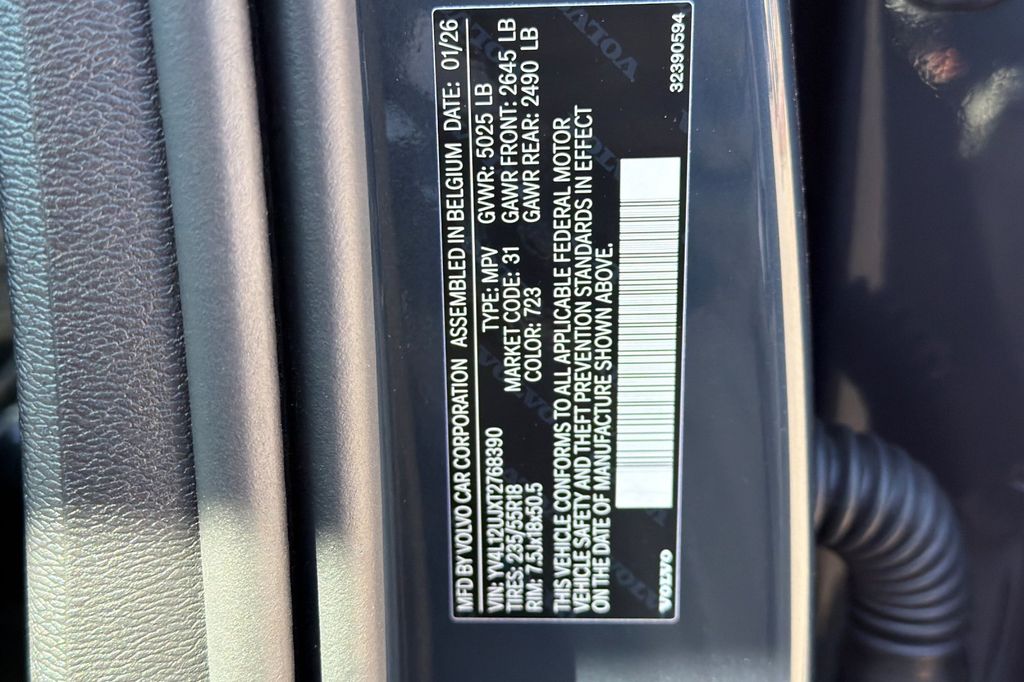 MFD BY VOLVO CAR CORPORATION ASSEMBLED IN BELGIUM DATE: 01/26
VIN: YV4L12UJXT2768390 TYPE: MPV GVWR: 5025 LB
TIRES: 235/55R18 MARKET CODE: 31 GAWR FRONT: 2645 LB
RIM: 7.5Jx18x50.5 COLOR: 723 GAWR REAR: 2490 LB
THIS VEHICLE CONFORMS TO ALL APPLICABLE FEDERAL MOTOR
VEHICLE SAFETY AND THEFT PREVENTION STANDARDS IN EFFECT
ON THE DATE OF MANUFACTURE SHOWN ABOVE.
VOLVO 32390594